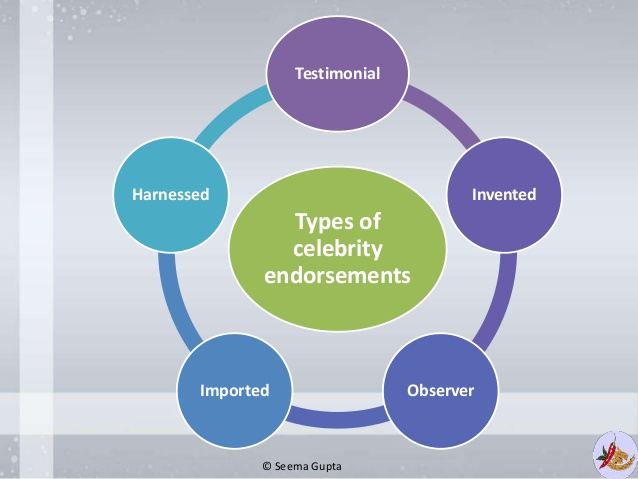 Testimonial
Harnessed
Invented
Types of
celebrity
endorsements
Imported
Observer
© Seema Gupta